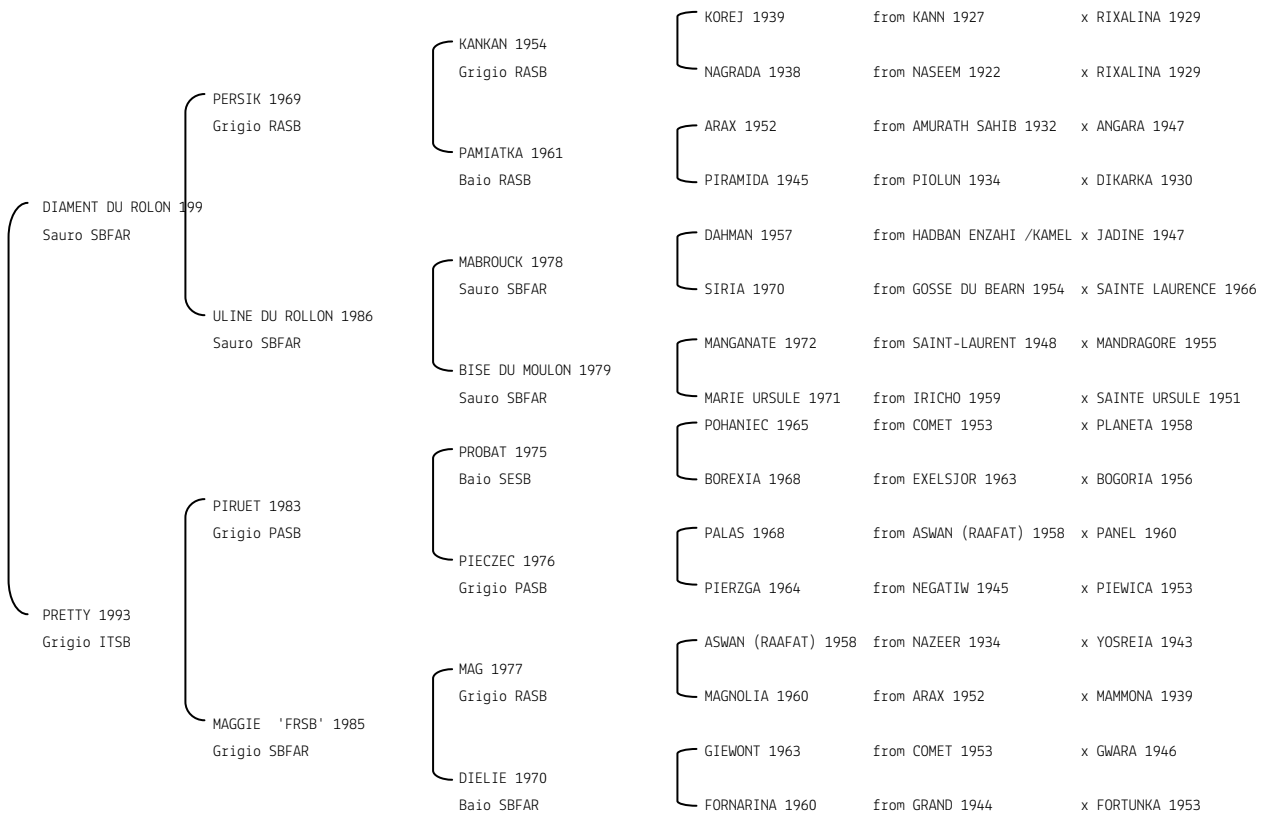 KOREJ 1939 from KANN 1927 x RIXALINA 1929
KANKAN 1954
Grigio RASB NAGRADA 1938 from NASEEM 1922 x RIXALINA 1929
PERSIK 1969
Grigio RASB ARAX 1952 from AMURATH SAHIB 1932 x ANGARA 1947
PAMIATKA 1961
Baio RASB PIRAMIDA 1945 from PIOLUN 1934 x DIKARKA 1930
DIAMENT DU ROLON 199
Sauro SBFAR DAHMAN 1957 from HADBAN ENZAHI /KAMEL x JADINE 1947
MABROUCK 1978
Sauro SBFAR SIRIA 1970 from GOSSE DU BEARN 1954 x SAINTE LAURENCE 1966
ULINE DU ROLLON 1986
Sauro SBFAR MANGANATE 1972 from SAINT-LAURENT 1948 x MANDRAGORE 1955
BISE DU MOULON 1979
Sauro SBFAR MARIE URSULE 1971 from IRICHO 1959 x SAINTE URSULE 1951
POHANIEC 1965 from COMET 1953 x PLANETA 1958
PROBAT 1975
Baio SESB BOREXIA 1968 from EXELSJOR 1963 x BOGORIA 1956
PIRUET 1983
Grigio PASB PALAS 1968 from ASWAN (RAAFAT) 1958 x PANEL 1960
PIECZEC 1976
Grigio PASB PIERZGA 1964 from NEGATIW 1945 x PIEWICA 1953
PRETTY 1993
Grigio ITSB ASWAN (RAAFAT) 1958 from NAZEER 1934 x YOSREIA 1943
MAG 1977
Grigio RASB MAGNOLIA 1960 from ARAX 1952 x MAMMONA 1939
MAGGIE 'FRSB' 1985
Grigio SBFAR GIEWONT 1963 from COMET 1953 x GWARA 1946
DIELIE 1970
Baio SBFAR FORNARINA 1960 from GRAND 1944 x FORTUNKA 1953